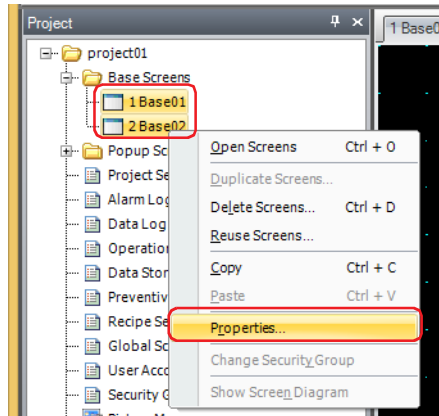 Project
1 Base0
project01
Base Screens
1 Base01
2 Base02
Popup Sc
Project Se
Alarm Log
Data Log
Operation
Data Stor
Preventiv
Recipe Se
Global Sc
User Acco
Security G
Open Screens Ctrl + O
Duplicate Screens...
Delete Screens... Ctrl + D
Reuse Screens...
Copy Ctrl + C
Paste Ctrl + V
Properties...
Change Security Group
Show Screen Diagram